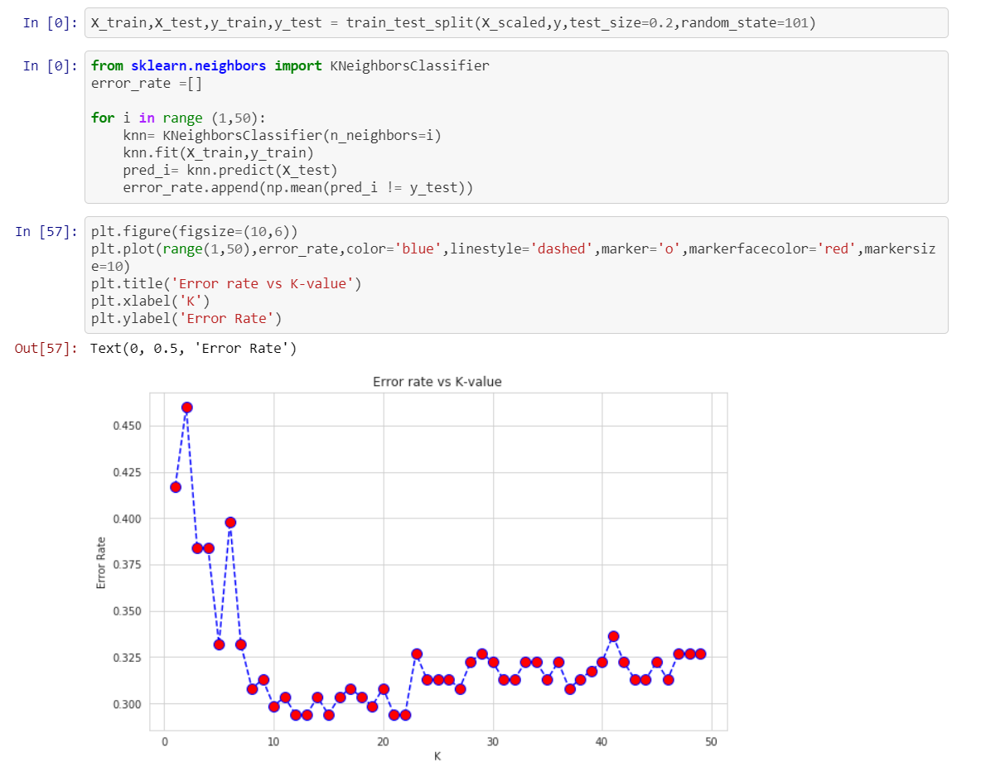 In [0]: X_train,X_test,y_train,y_test = train_test_split(X_scaled,y,test_size=0.2,random_state=101)
In [0]: from sklearn.neighbors import KNeighborsClassifier
error_rate =[]

for i in range (1,50):
    knn= KNeighborsClassifier(n_neighbors=i)
    knn.fit(X_train,y_train)
    pred_i= knn.predict(X_test)
    error_rate.append(np.mean(pred_i != y_test))
In [57]: plt.figure(figsize=(10,6))
plt.plot(range(1,50),error_rate,color='blue',linestyle='dashed',marker='o',markerfacecolor='red',markersiz
e=10)
plt.title('Error rate vs K-value')
plt.xlabel('K')
plt.ylabel('Error Rate')
Out[57]: Text(0, 0.5, 'Error Rate')
Error rate vs K-value
0.450
0.425
0.400
0.375
0.350
0.325
0.300
Error Rate
0 10 20 30 40 50
K